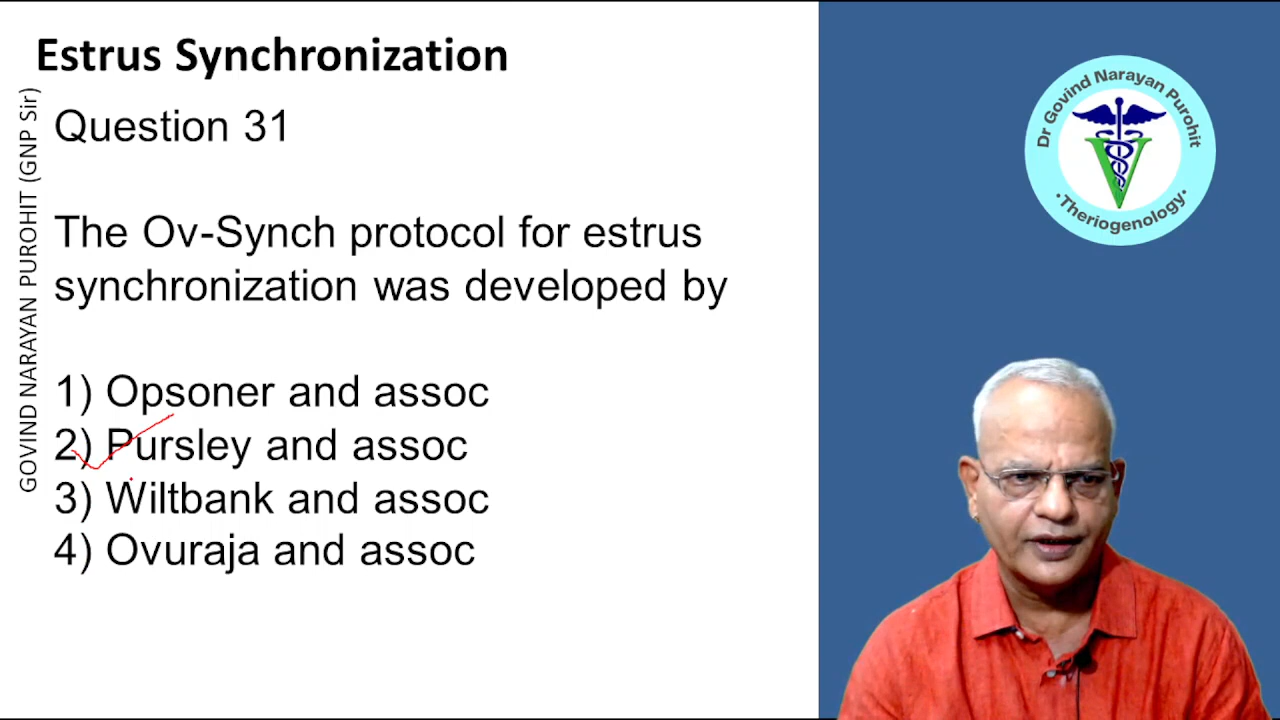 Estrus Synchronization
GOVIND NARAYAN PUROHIT (GNP Sir)
Question 31
The Ov-Synch protocol for estrus
synchronization was developed by
1) Opsoner and assoc
2) Pursley and assoc
3) Wiltbank and assoc
4) Ovuraja and assoc
Dr Govind Narayan Purohit
V
·Theriogenology·